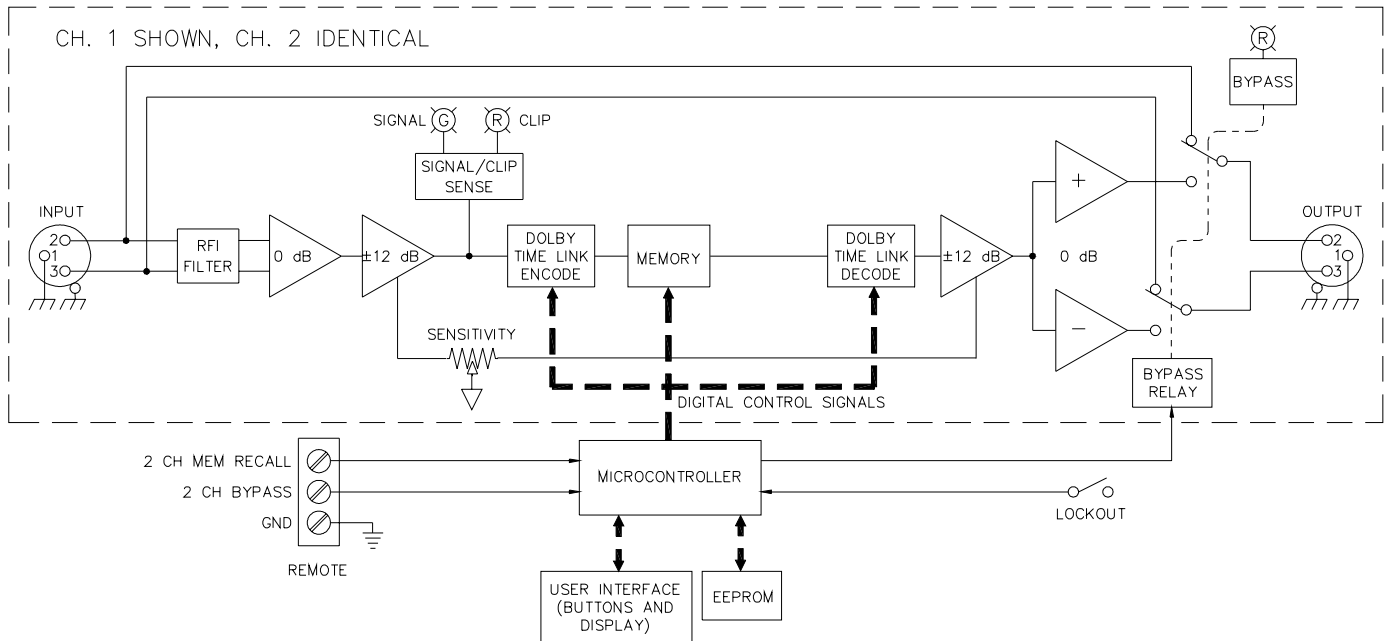 CH. 1 SHOWN, CH. 2 IDENTICAL
R
BYPASS
SIGNAL G R CLIP
SIGNAL/CLIP
SENSE
INPUT
2
1
3
RFI
FILTER
0 dB
±12 dB
DOLBY
TIME LINK
ENCODE
MEMORY
DOLBY
TIME LINK
DECODE
±12 dB
+
0 dB
−
OUTPUT
2
1
3
SENSITIVITY
BYPASS
RELAY
DIGITAL CONTROL SIGNALS
2 CH MEM RECALL
2 CH BYPASS
GND
REMOTE
MICROCONTROLLER
LOCKOUT
USER INTERFACE
(BUTTONS AND
DISPLAY)
EEPROM